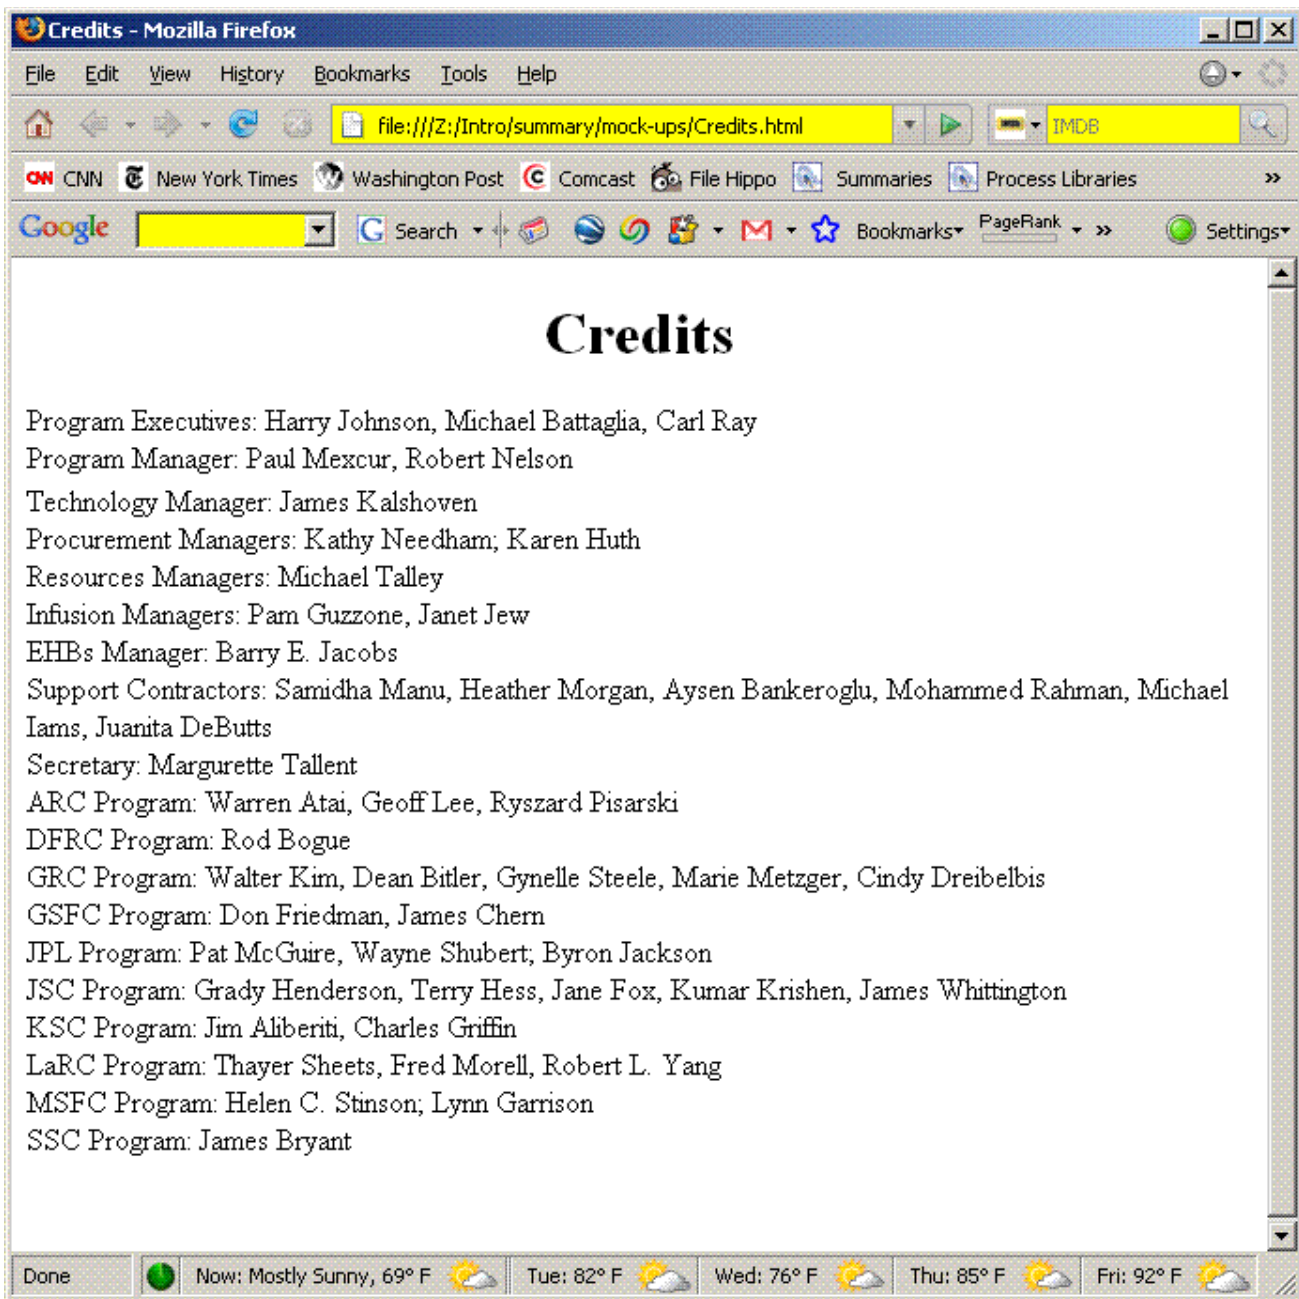 Credits - Mozilla Firefox
File Edit View History Bookmarks Tools Help
file:///Z:/Intro/summary/mock-ups/Credits.html IMDB
CNN CNN New York Times Washington Post Comcast File Hippo Summaries Process Libraries »
Google G Search Bookmarks PageRank » Settings
Credits
Program Executives: Harry Johnson, Michael Battaglia, Carl Ray
Program Manager: Paul Mexcur, Robert Nelson
Technology Manager: James Kalshoven
Procurement Managers: Kathy Needham; Karen Huth
Resources Managers: Michael Talley
Infusion Managers: Pam Guzzone, Janet Jew
EHBs Manager: Barry E. Jacobs
Support Contractors: Samidha Manu, Heather Morgan, Aysen Bankeroglu, Mohammed Rahman, Michael
Iams, Juanita DeButts
Secretary: Margurette Tallent
ARC Program: Warren Atai, Geoff Lee, Ryszard Pisarski
DFRC Program: Rod Bogue
GRC Program: Walter Kim, Dean Bitler, Gynelle Steele, Marie Metzger, Cindy Dreibelbis
GSFC Program: Don Friedman, James Chern
JPL Program: Pat McGuire, Wayne Shubert; Byron Jackson
JSC Program: Grady Henderson, Terry Hess, Jane Fox, Kumar Krishen, James Whittington
KSC Program: Jim Aliberiti, Charles Griffin
LaRC Program: Thayer Sheets, Fred Morell, Robert L. Yang
MSFC Program: Helen C. Stinson; Lynn Garrison
SSC Program: James Bryant
Done Now: Mostly Sunny, 69° F Tue: 82° F Wed: 76° F Thu: 85° F Fri: 92° F